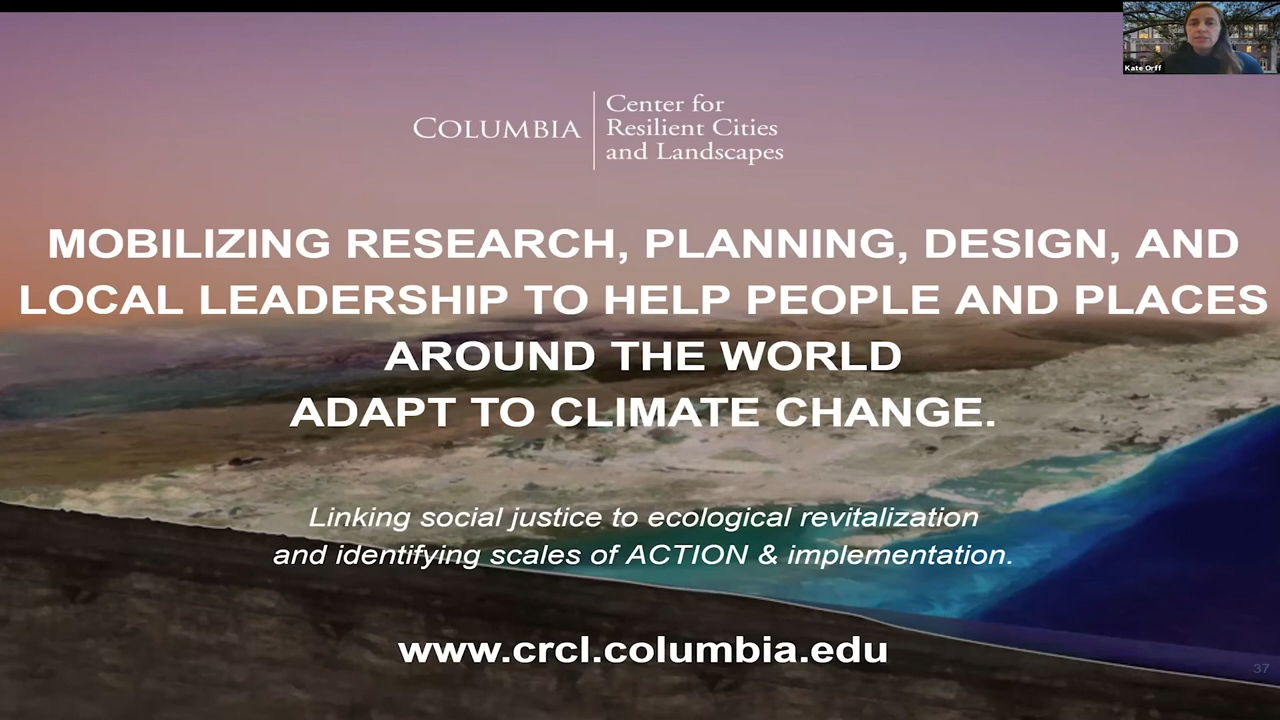 Kate Orff
COLUMBIA
Center for
Resilient Cities
and Landscapes
MOBILIZING RESEARCH, PLANNING, DESIGN, AND
LOCAL LEADERSHIP TO HELP PEOPLE AND PLACES
AROUND THE WORLD
ADAPT TO CLIMATE CHANGE.
Linking social justice to ecological revitalization
and identifying scales of ACTION & implementation.
www.crcl.columbia.edu
37